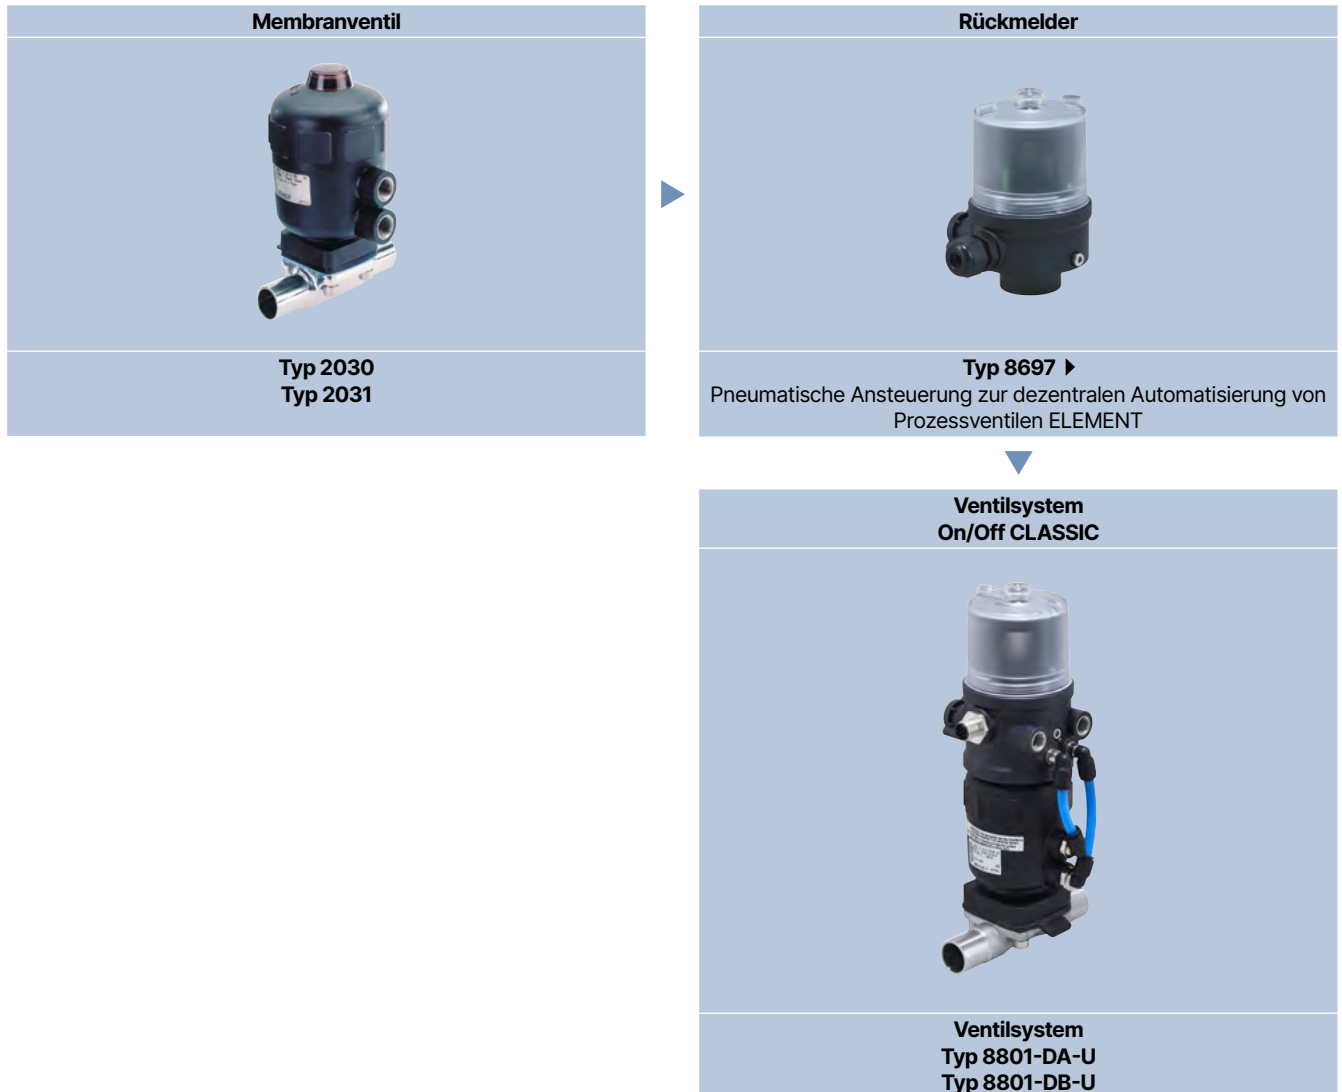 Membranventil
Typ 2030
Typ 2031
Rückmelder
Typ 8697
Pneumatische Ansteuerung zur dezentralen Automatisierung von
Prozessventilen ELEMENT
Ventilsystem
On/Off CLASSIC
Ventilsystem
Typ 8801-DA-U
Typ 8801-DB-U